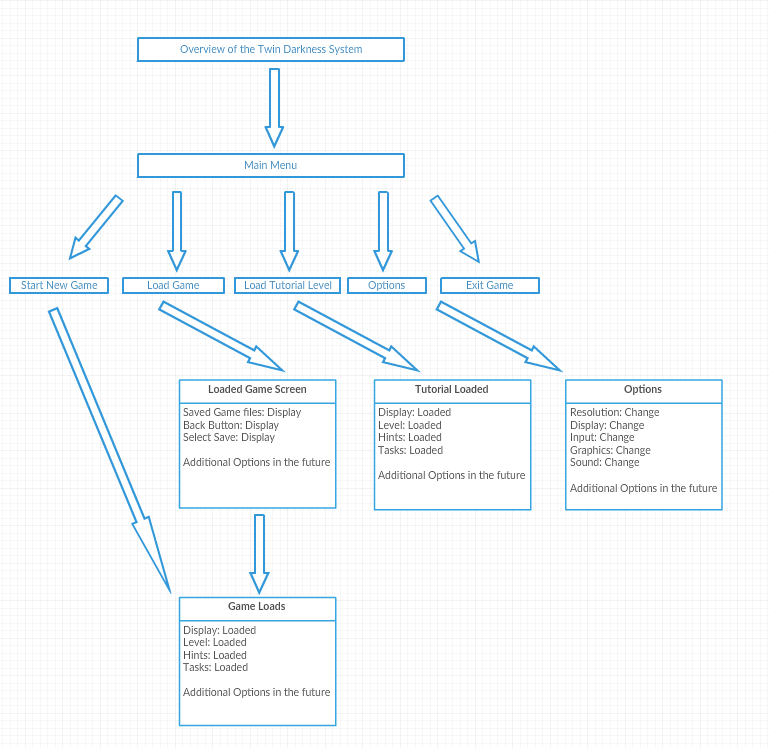 Overview of the Twin Darkness System
Main Menu
Start New Game
Load Game
Load Tutorial Level
Options
Exit Game
Loaded Game Screen
Saved Game files: Display
Back Button: Display
Select Save: Display
Additional Options in the future
Tutorial Loaded
Display: Loaded
Level: Loaded
Hints: Loaded
Tasks: Loaded
Additional Options in the future
Options
Resolution: Change
Display: Change
Input: Change
Graphics: Change
Sound: Change
Additional Options in the future
Game Loads
Display: Loaded
Level: Loaded
Hints: Loaded
Tasks: Loaded
Additional Options in the future